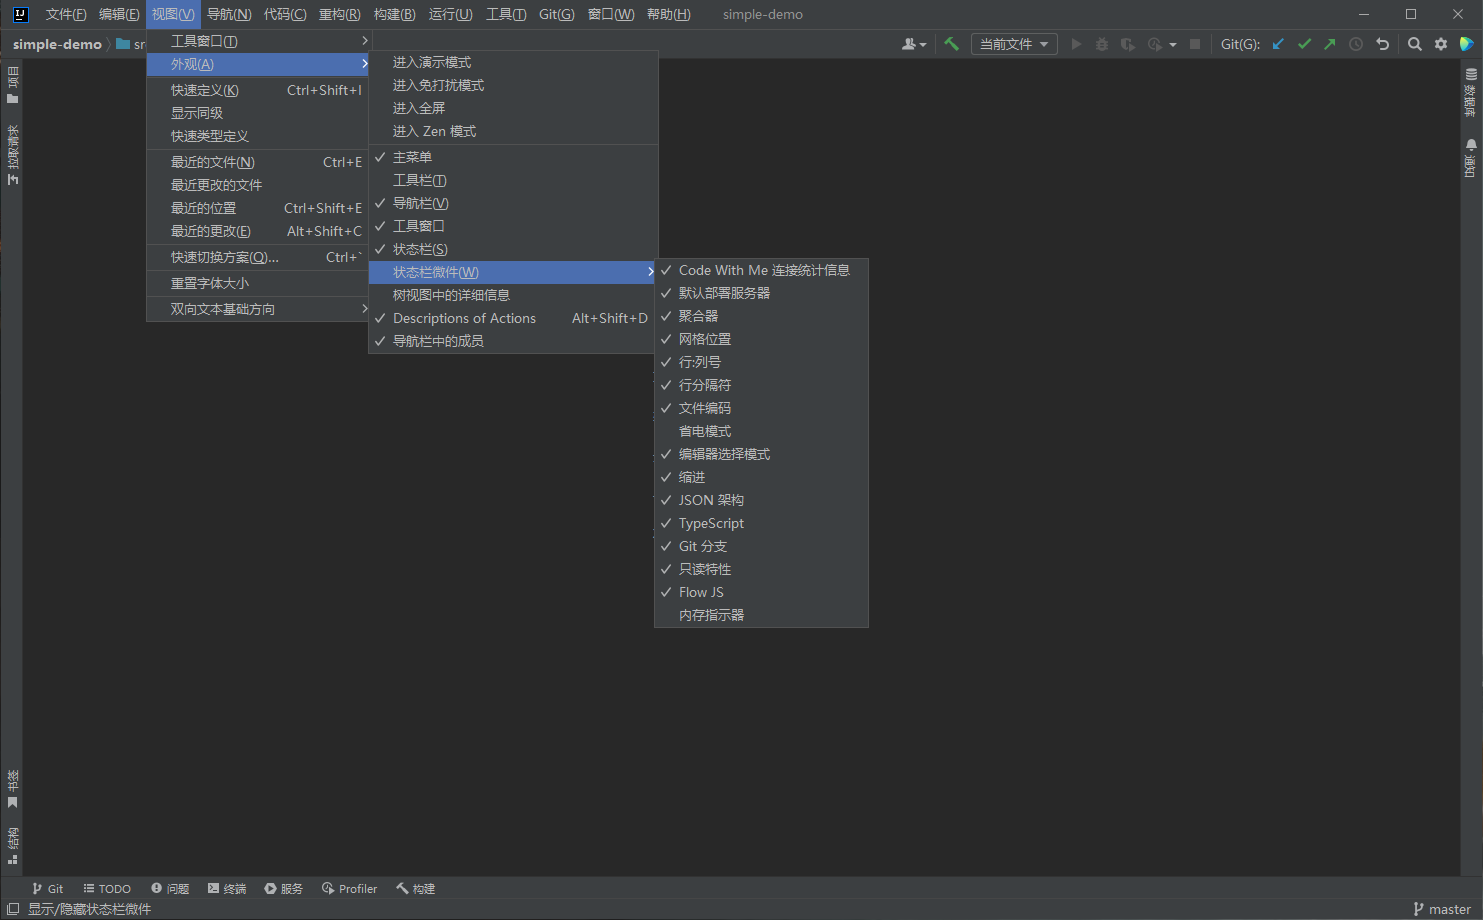 文件(F) 编辑(E) 视图(V) 导航(N) 代码(C) 重构(R) 构建(B) 运行(U) 工具(T) Git(G) 窗口(W) 帮助(H) simple-demo
simple-demo
当前文件
Git(G):
工具窗口(T)
外观(A)
快速定义(K) Ctrl+Shift+I
显示同级
快速类型定义
最近的文件(N) Ctrl+E
最近更改的文件
最近的位置 Ctrl+Shift+E
最近的更改(E) Alt+Shift+C
快速切换方案(Q)... Ctrl+`
重置字体大小
双向文本基础方向
进入演示模式
进入免打扰模式
进入全屏
进入 Zen 模式
主菜单
工具栏(T)
导航栏(V)
工具窗口
状态栏(S)
状态栏微件(W)
树视图中的详细信息
Descriptions of Actions Alt+Shift+D
导航栏中的成员
Code With Me 连接统计信息
默认部署服务器
聚合器
网格位置
行:列号
行分隔符
文件编码
省电模式
编辑器选择模式
缩进
JSON 架构
TypeScript
Git 分支
只读特性
Flow JS
内存指示器
项目
拉取请求
书签
结构
数据库
通知
Git TODO 问题 终端 服务 Profiler 构建
显示/隐藏状态栏微件
master